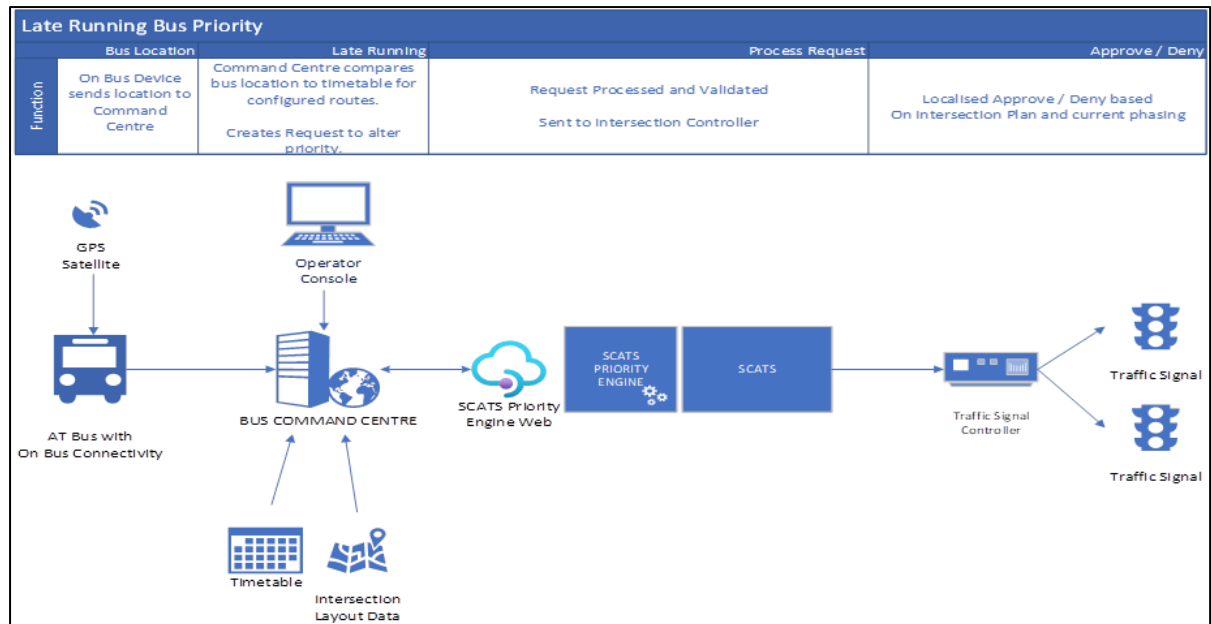 Late Running Bus Priority
Bus Location
Late Running
Process Request
Approve / Deny
Function
On Bus Device
sends location to
Command
Centre
Command Centre compares
bus location to timetable for
configured routes.
Creates Request to alter
priority.
Request Processed and Validated
Sent to Intersection Controller
Localised Approve / Deny based
On Intersection Plan and current phasing
GPS
Satellite
Operator
Console
AT Bus with
On Bus Connectivity
BUS COMMAND CENTRE
SCATS Priority
Engine Web
SCATS
PRIORITY
ENGINE
SCATS
Traffic Signal
Controller
Traffic Signal
Traffic Signal
Timetable
Intersection
Layout Data